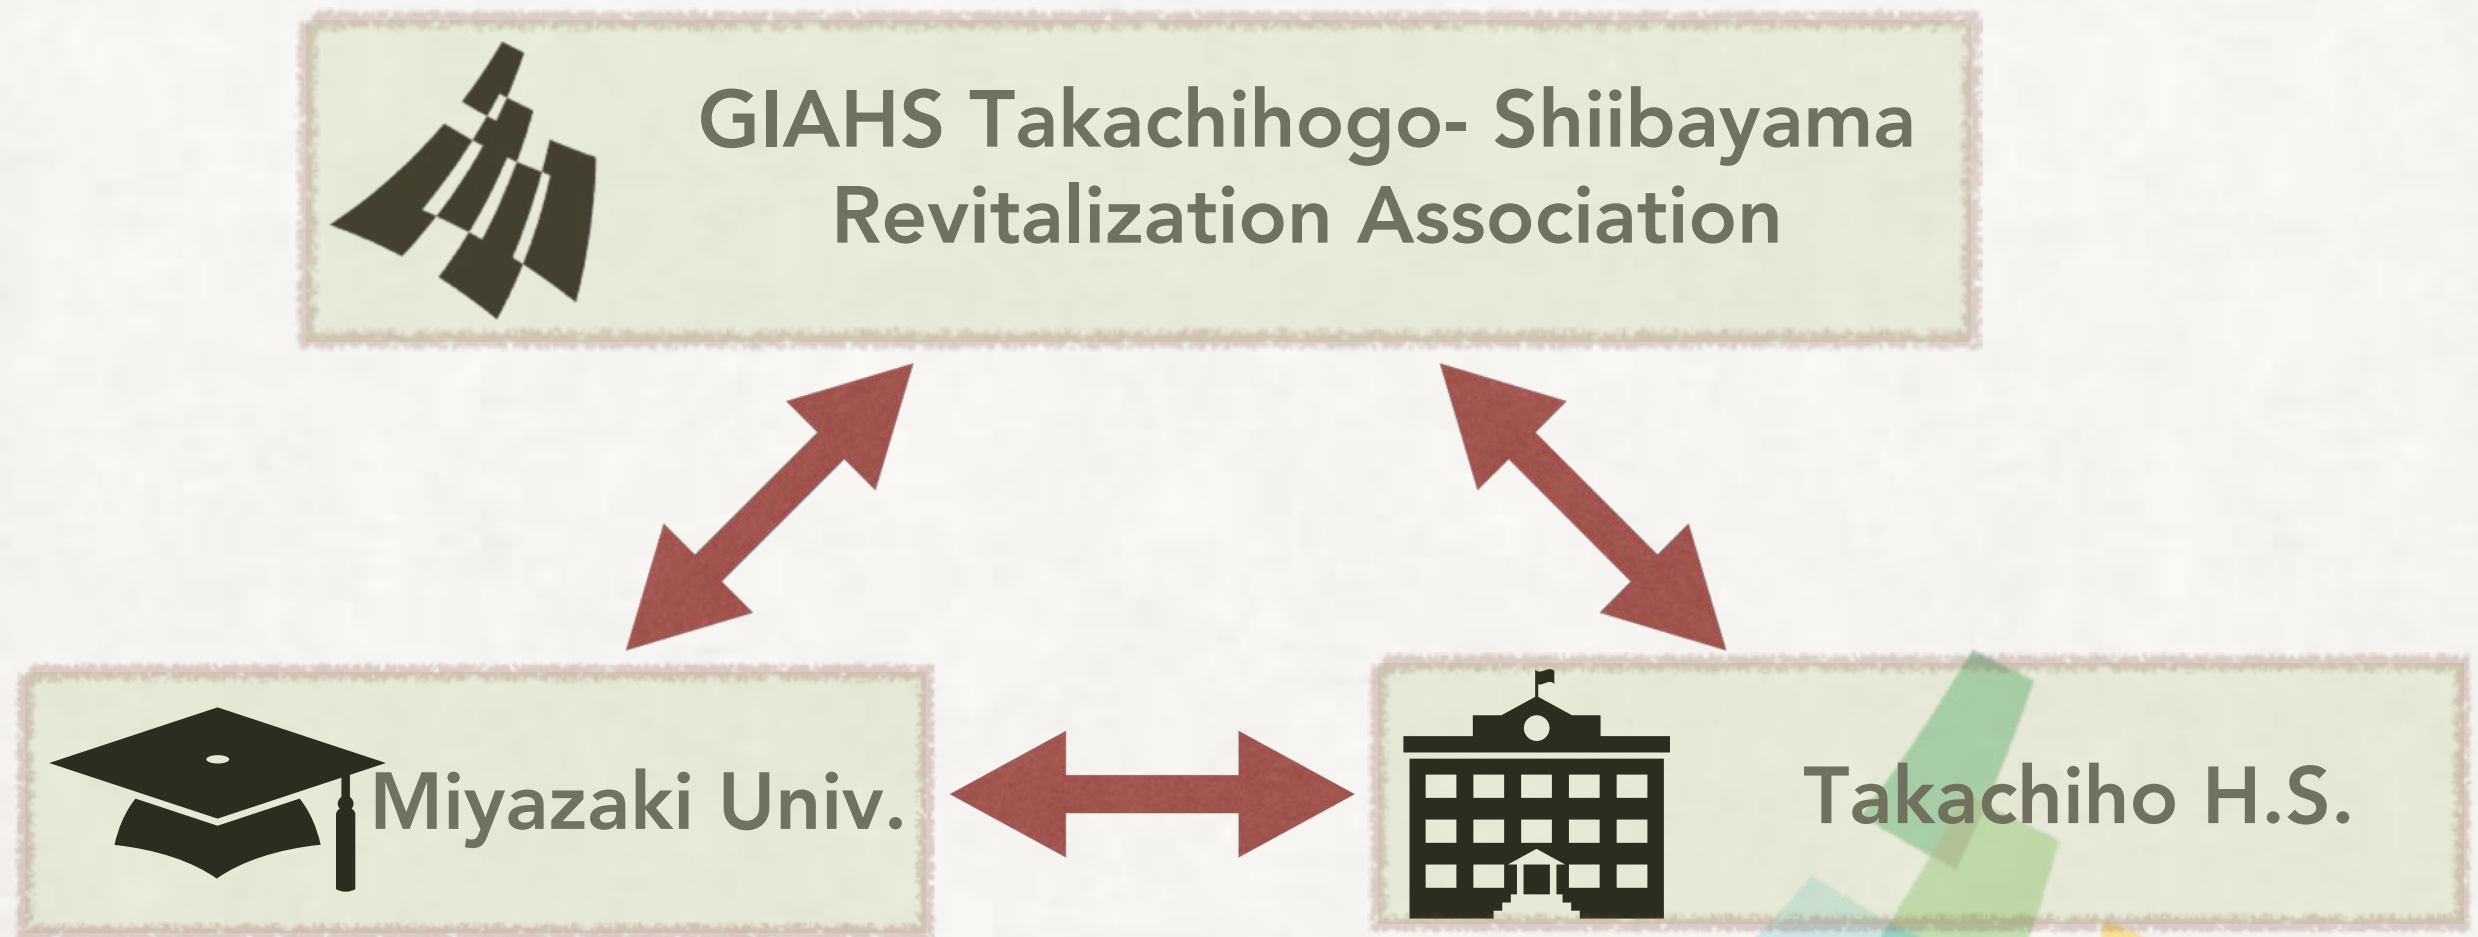 GIAHS Takachihogo- Shiibayama
Revitalization Association
Miyazaki Univ.
Takachiho H.S.